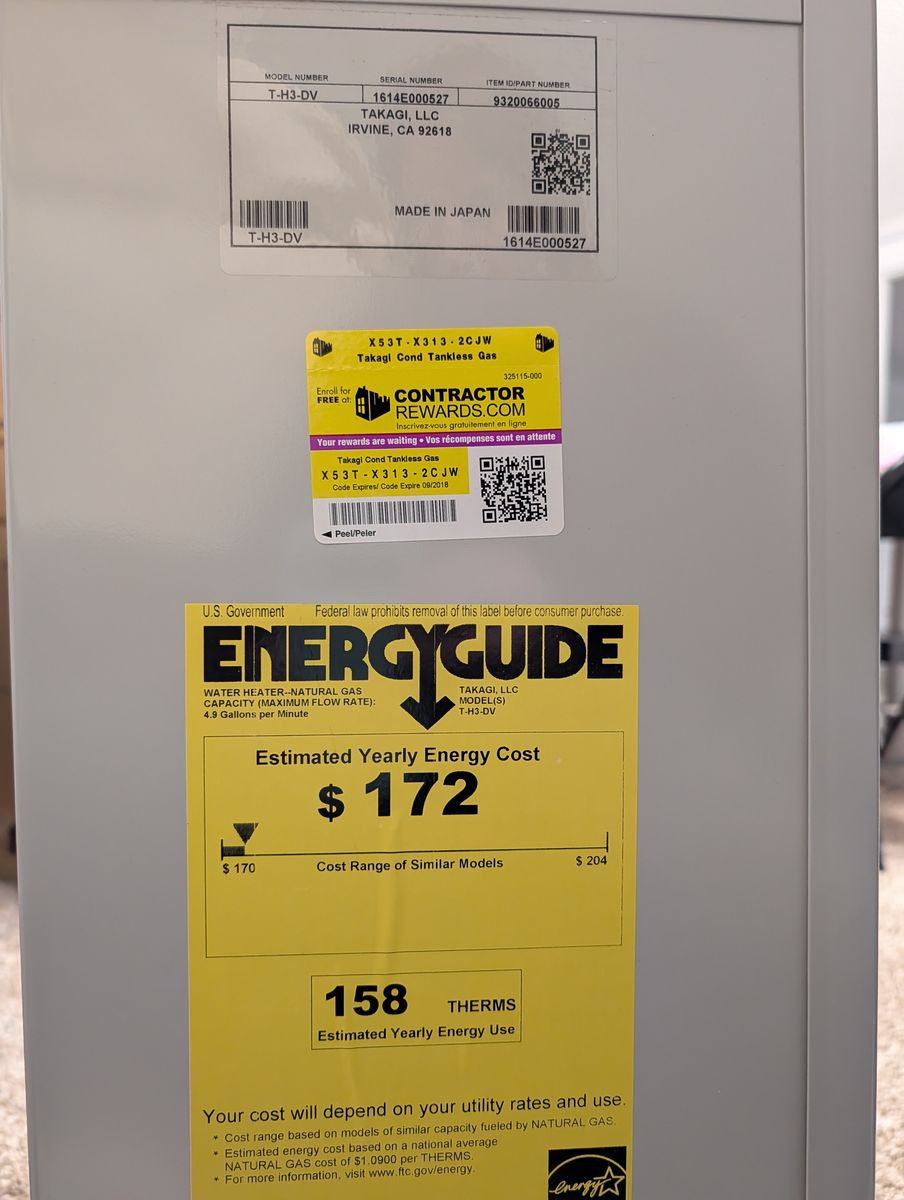 MODEL NUMBER SERIAL NUMBER ITEM ID/PART NUMBER
T-H3-DV 1614E000527 9320066005
TAKAGI, LLC
IRVINE, CA 92618
MADE IN JAPAN
T-H3-DV 1614E000527
X53T-X313-2CJW
Takagi Cond Tankless Gas
325115-000
Enroll for
FREE at:
CONTRACTOR
REWARDS.COM
Inscrivez-vous gratuitement en ligne
Your rewards are waiting • Vos récompenses sont en attente
Takagi Cond Tankless Gas
X53T-X313-2CJW
Code Expires/ Code Expire 09/2018
◄ Peel/Peler
U.S. Government Federal law prohibits removal of this label before consumer purchase.
ENERGYGUIDE
WATER HEATER--NATURAL GAS
CAPACITY (MAXIMUM FLOW RATE):
4.9 Gallons per Minute
TAKAGI, LLC
MODEL(S)
T-H3-DV
Estimated Yearly Energy Cost
$ 172
$ 170 Cost Range of Similar Models $ 204
158 THERMS
Estimated Yearly Energy Use
Your cost will depend on your utility rates and use.
* Cost range based on models of similar capacity fueled by NATURAL GAS.
* Estimated energy cost based on a national average
NATURAL GAS cost of $1.0900 per THERMS.
* For more information, visit www.ftc.gov/energy.
energy